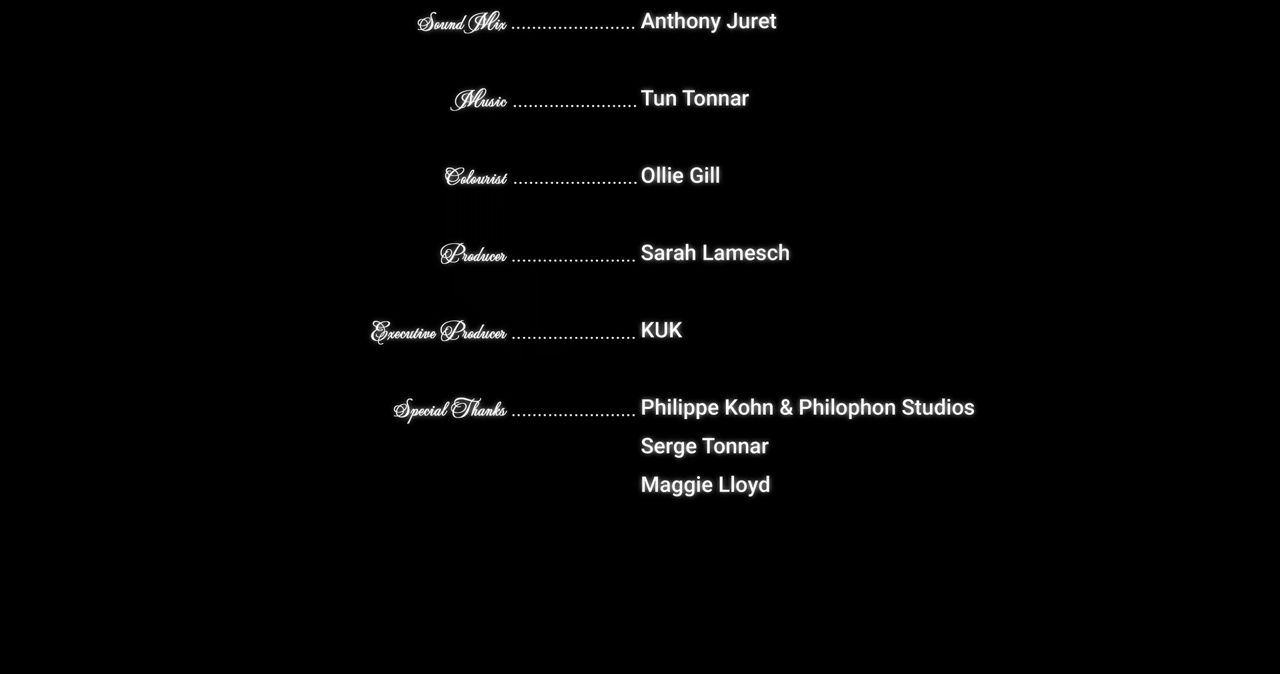 Sound Mix ........................ Anthony Juret
Music ........................ Tun Tonnar
Colourist ........................ Ollie Gill
Producer ........................ Sarah Lamesch
Executive Producer ........................ KUK
Special Thanks ........................ Philippe Kohn & Philophon Studios
Serge Tonnar
Maggie Lloyd